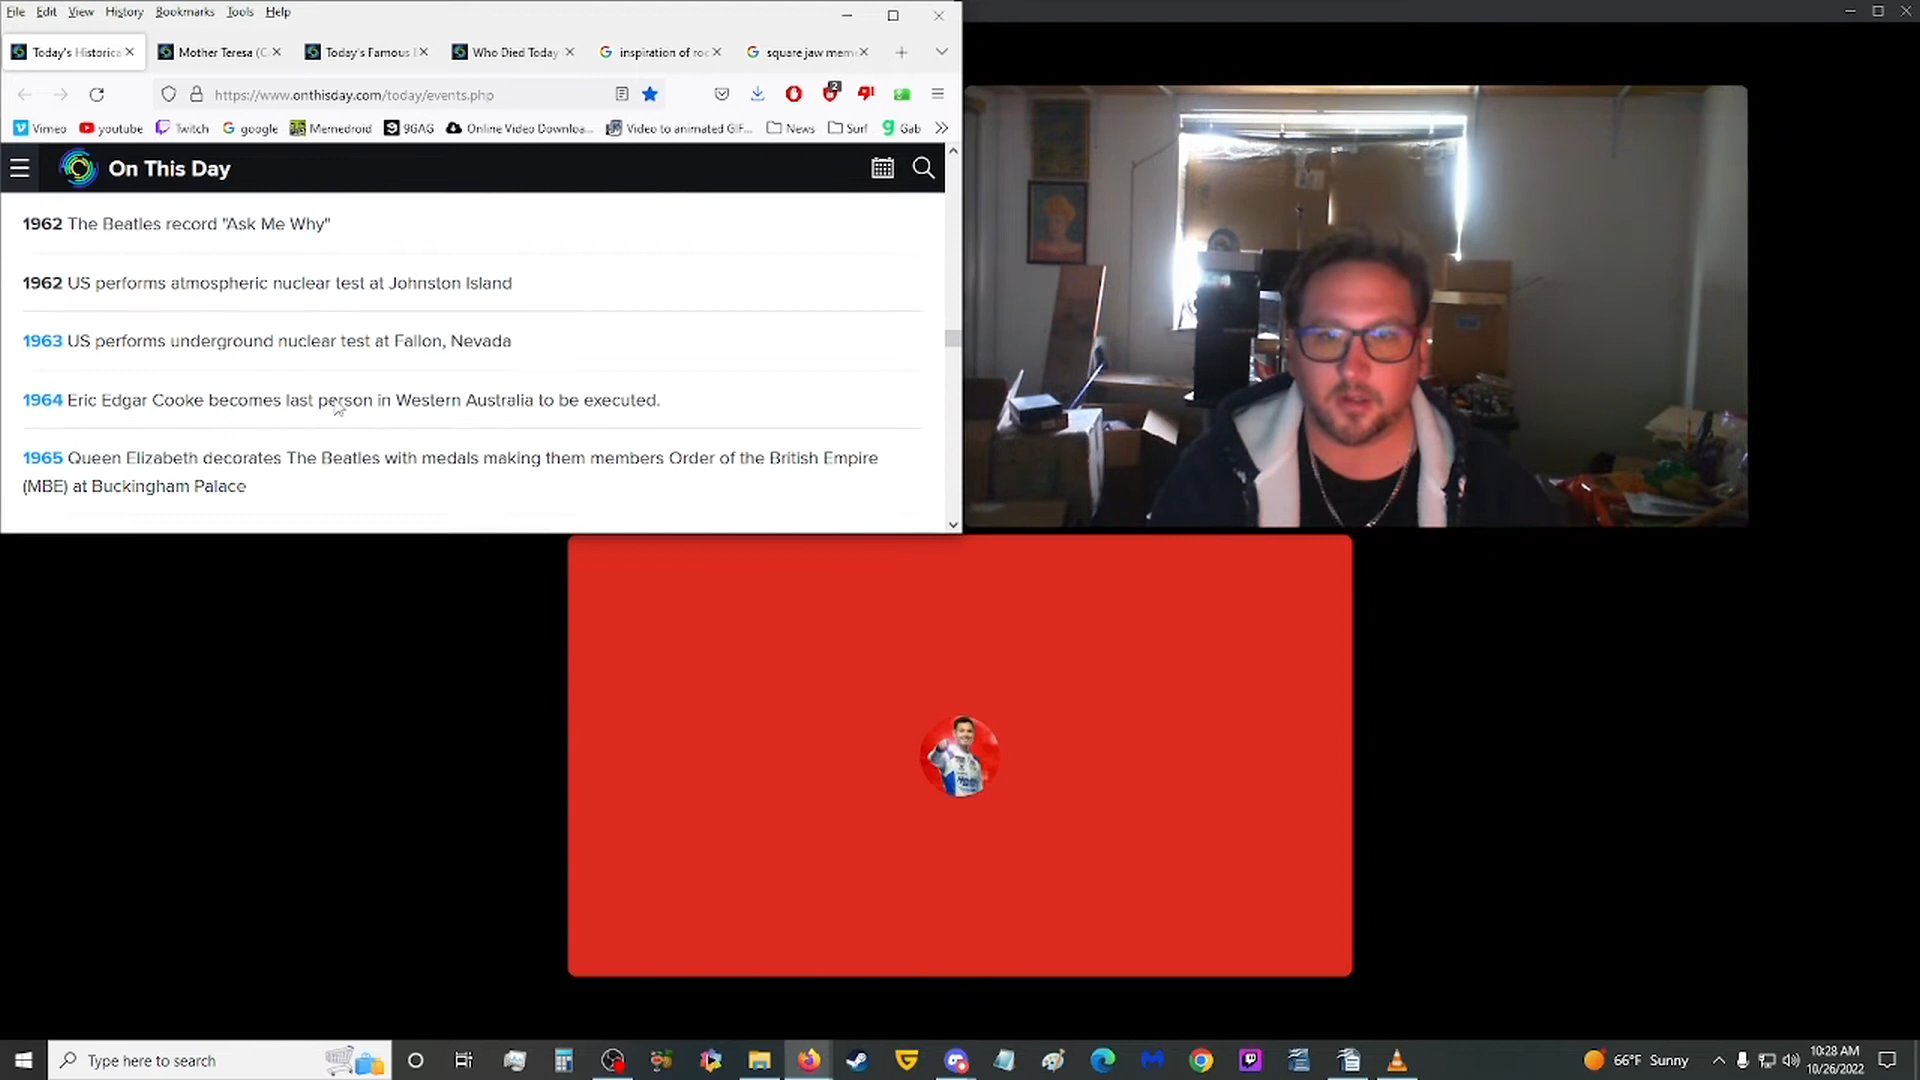 File Edit View History Bookmarks Tools Help
Today's Historica
Mother Teresa (C
Today's Famous
Who Died Today
inspiration of roc
square jaw mem
https://www.onthisday.com/today/events.php
2
Vimeo youtube Twitch google Memedroid 9GAG Online Video Downloa... Video to animated GIF... News Surf Gab
On This Day
1962 The Beatles record "Ask Me Why"
1962 US performs atmospheric nuclear test at Johnston Island
1963 US performs underground nuclear test at Fallon, Nevada
1964 Eric Edgar Cooke becomes last person in Western Australia to be executed.
1965 Queen Elizabeth decorates The Beatles with medals making them members Order of the British Empire
(MBE) at Buckingham Palace
Type here to search
66°F Sunny
10:28 AM
10/26/2022